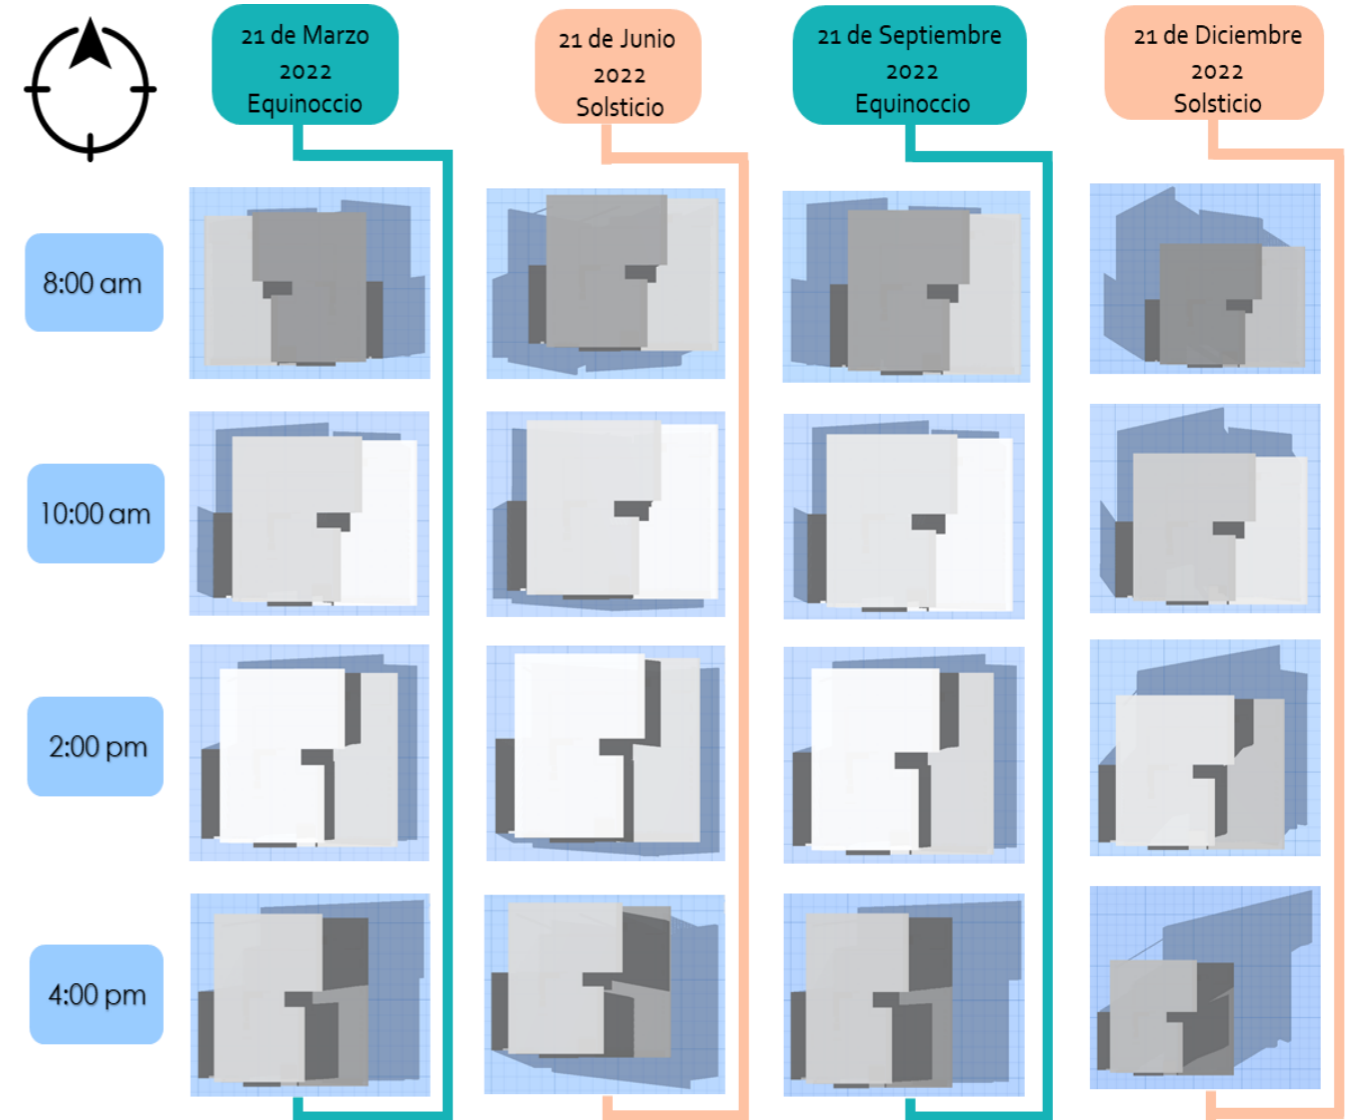 21 de Marzo
2022
Equinoccio
21 de Junio
2022
Solsticio
21 de Septiembre
2022
Equinoccio
21 de Diciembre
2022
Solsticio
8:00 am
10:00 am
2:00 pm
4:00 pm